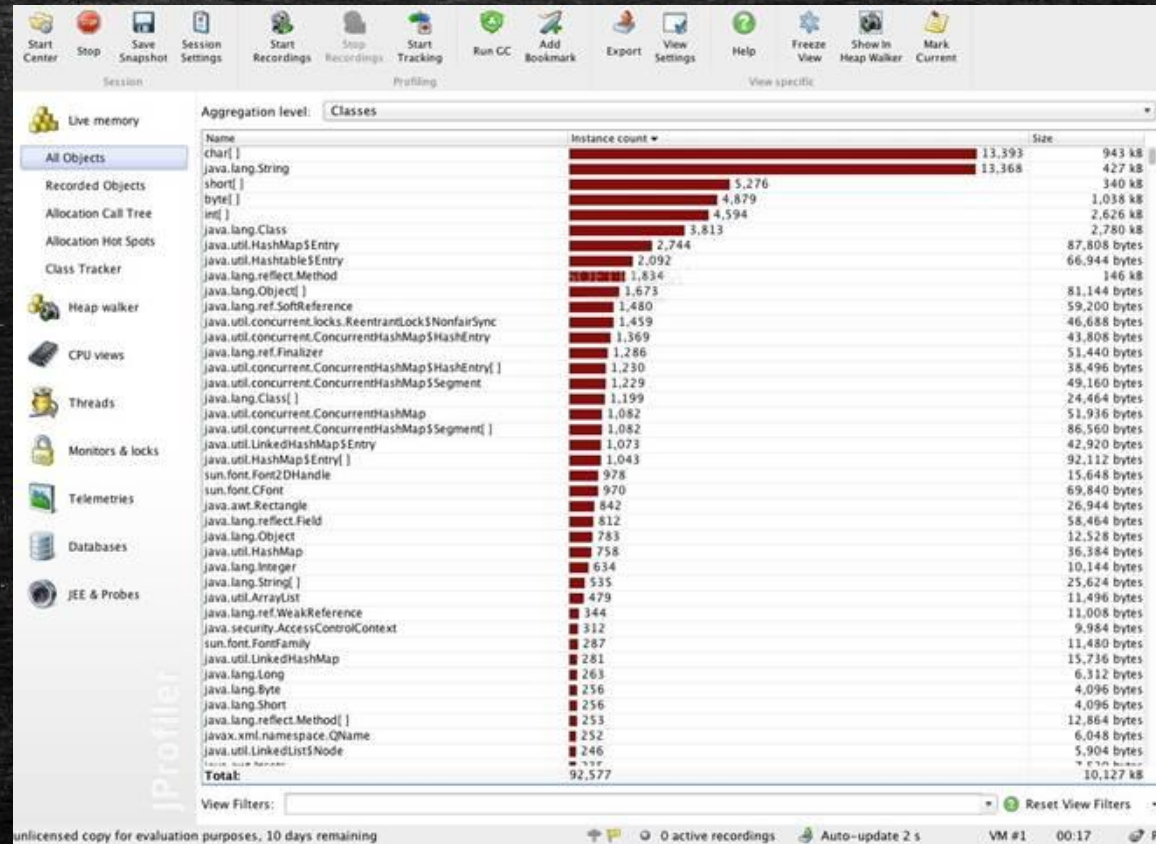 Start Center
Stop
Save Snapshot
Session Settings
Start Recordings
Stop Recordings
Start Tracking
Run GC
Add Bookmark
Export
View Settings
Help
Freeze View
Show In Heap Walker
Mark Current
Session
Profiling
View specific
Live memory
All Objects
Recorded Objects
Allocation Call Tree
Allocation Hot Spots
Class Tracker
Heap walker
CPU views
Threads
Monitors & locks
Telemetries
Databases
JEE & Probes
JProfiler
Aggregation level: Classes
Name Instance count Size
char[ ] 13,393 943 kB
java.lang.String 13,368 427 kB
short[ ] 5,276 340 kB
byte[ ] 4,879 1,038 kB
int[ ] 4,594 2,626 kB
java.lang.Class 3,813 2,780 kB
java.util.HashMap$Entry 2,744 87,808 bytes
java.util.Hashtable$Entry 2,092 66,944 bytes
java.lang.reflect.Method 1,834 146 kB
java.lang.Object[ ] 1,673 81,144 bytes
java.lang.ref.SoftReference 1,480 59,200 bytes
java.util.concurrent.locks.ReentrantLock$NonfairSync 1,459 46,688 bytes
java.util.concurrent.ConcurrentHashMap$HashEntry 1,369 43,808 bytes
java.lang.ref.Finalizer 1,286 51,440 bytes
java.util.concurrent.ConcurrentHashMap$HashEntry[ ] 1,230 38,496 bytes
java.util.concurrent.ConcurrentHashMap$Segment 1,229 49,160 bytes
java.lang.Class[ ] 1,199 24,464 bytes
java.util.concurrent.ConcurrentHashMap 1,082 51,936 bytes
java.util.concurrent.ConcurrentHashMap$Segment[ ] 1,082 86,560 bytes
java.util.LinkedHashMap$Entry 1,073 42,920 bytes
java.util.HashMap$Entry[ ] 1,043 92,112 bytes
sun.font.Font2DHandle 978 15,648 bytes
sun.font.CFont 970 69,840 bytes
java.awt.Rectangle 842 26,944 bytes
java.lang.reflect.Field 812 58,464 bytes
java.lang.Object 783 12,528 bytes
java.util.HashMap 758 36,384 bytes
java.lang.Integer 634 10,144 bytes
java.lang.String[ ] 535 25,624 bytes
java.util.ArrayList 479 11,496 bytes
java.lang.ref.WeakReference 344 11,008 bytes
java.security.AccessControlContext 312 9,984 bytes
sun.font.FontFamily 287 11,480 bytes
java.util.LinkedHashMap 281 15,736 bytes
java.lang.Long 263 6,312 bytes
java.lang.Byte 256 4,096 bytes
java.lang.Short 256 4,096 bytes
java.lang.reflect.Method[ ] 253 12,864 bytes
javax.xml.namespace.QName 252 6,048 bytes
java.util.LinkedList$Node 246 5,904 bytes
Total: 92,577 10,127 kB
View Filters:
Reset View Filters
unlicensed copy for evaluation purposes, 10 days remaining
0 active recordings
Auto-update 2 s
VM #1
00:17